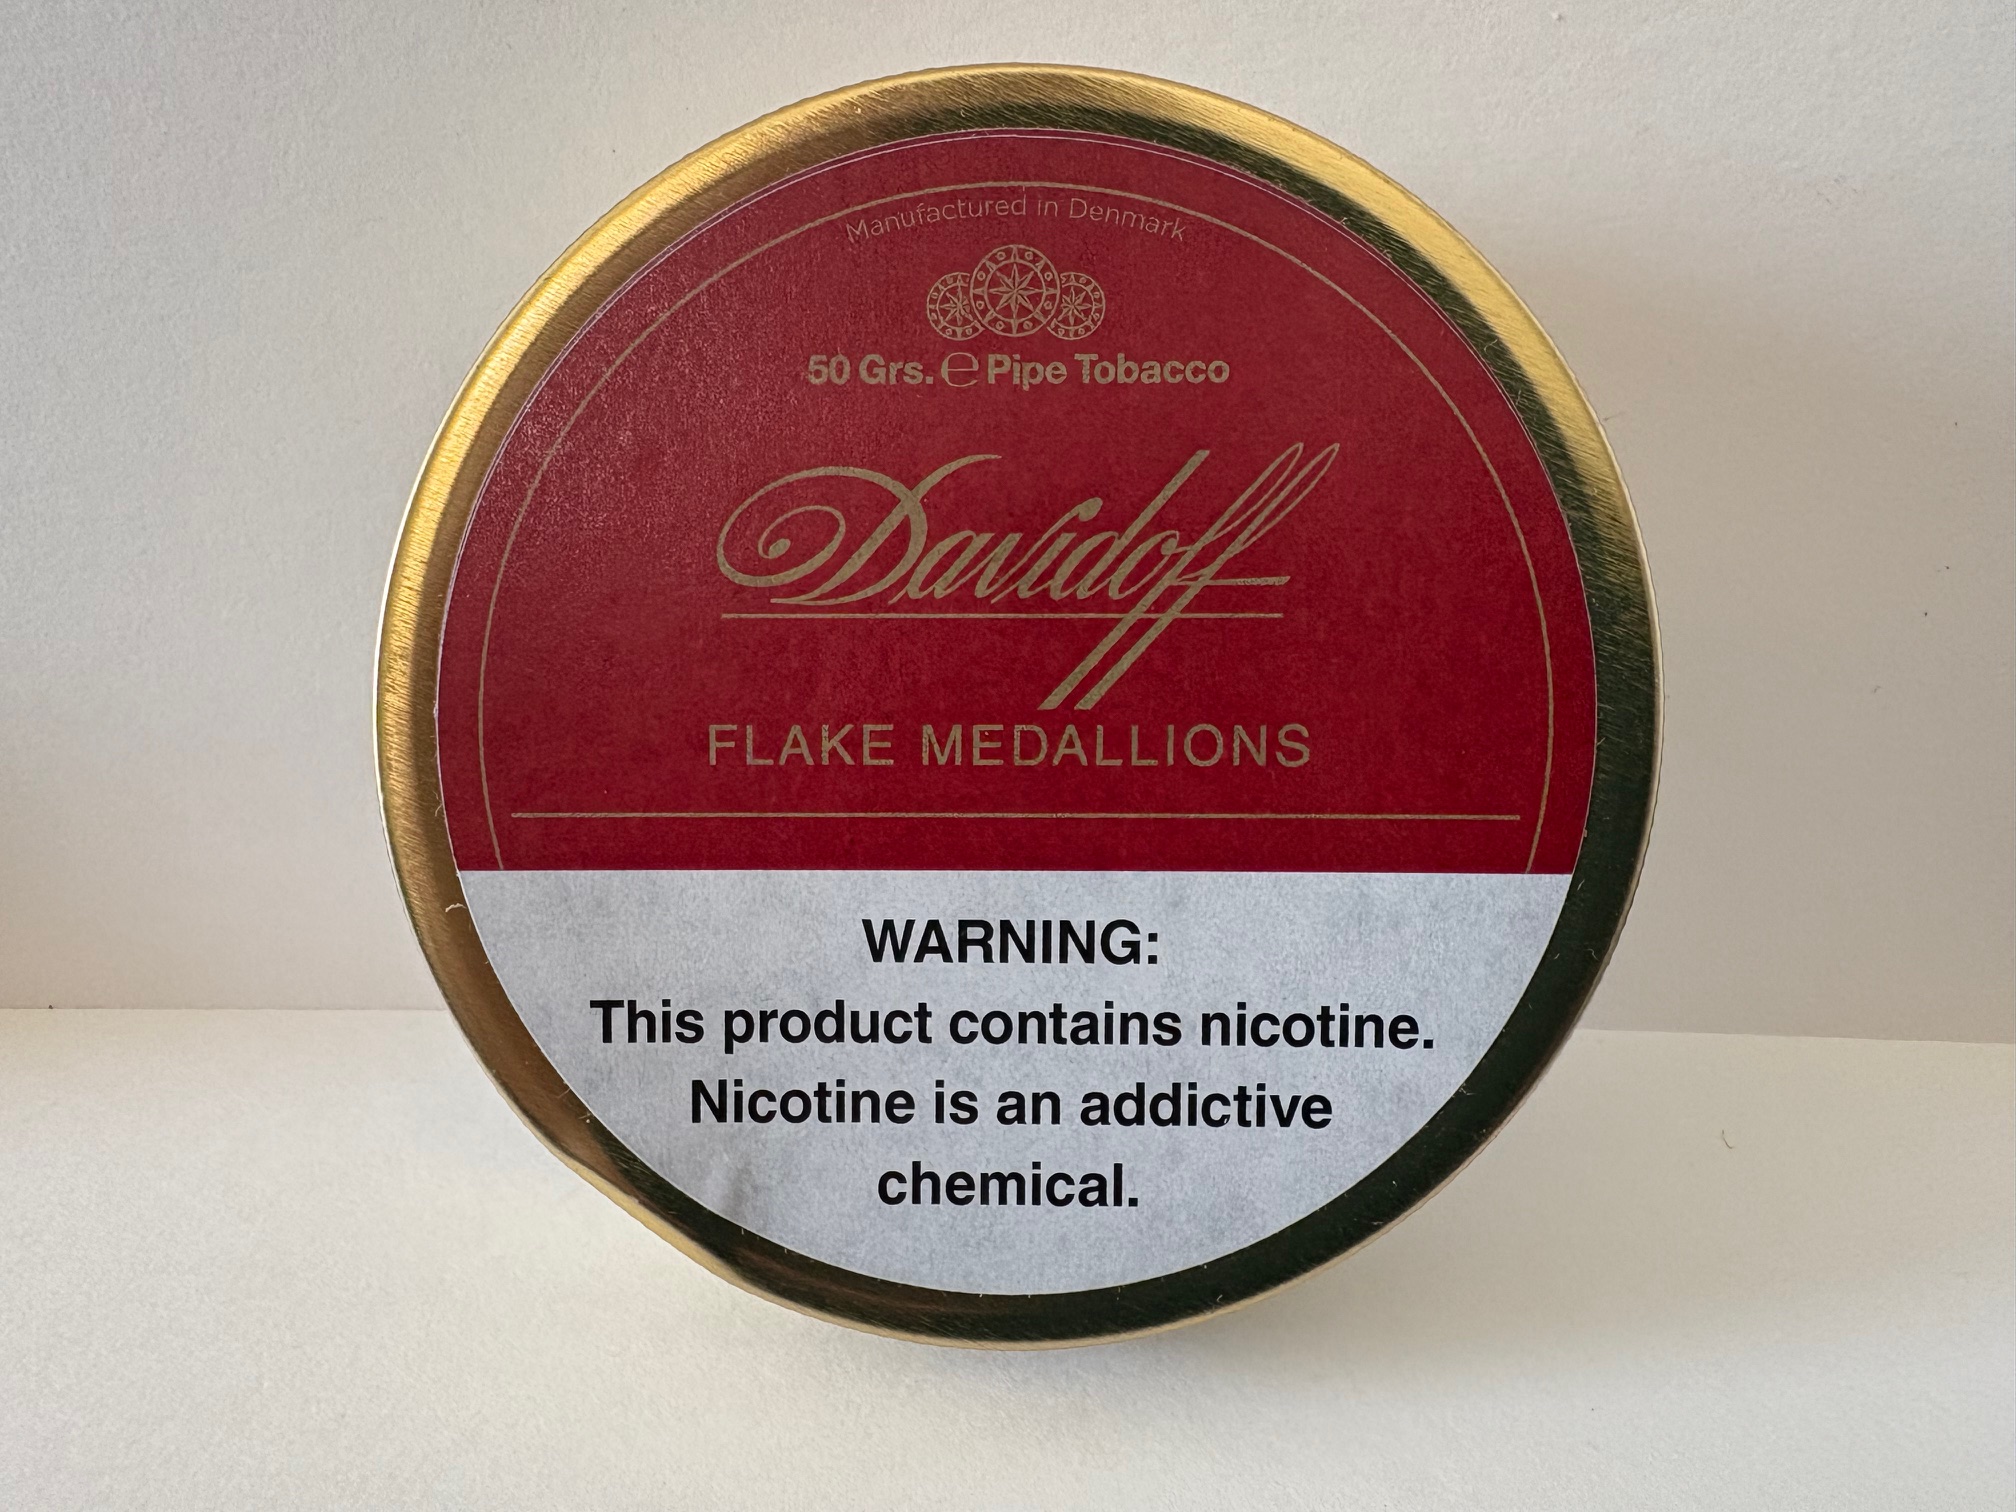 Manufactured in Denmark
50 Grs. ℮ Pipe Tobacco
Davidoff
FLAKE MEDALLIONS
WARNING:
This product contains nicotine.
Nicotine is an addictive
chemical.